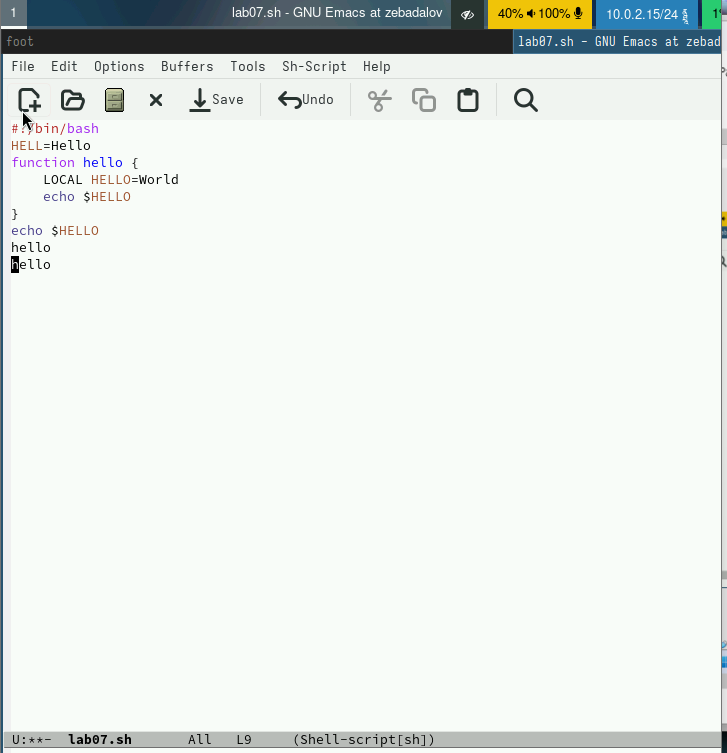 1 lab07.sh - GNU Emacs at zebadalov 40% 100% 10.0.2.15/24
foot lab07.sh - GNU Emacs at zebad
File Edit Options Buffers Tools Sh-Script Help
Save Undo
#!/bin/bash
HELL=Hello
function hello {
    LOCAL HELLO=World
    echo $HELLO
}
echo $HELLO
hello
hello
U:**- lab07.sh All L9 (Shell-script[sh])